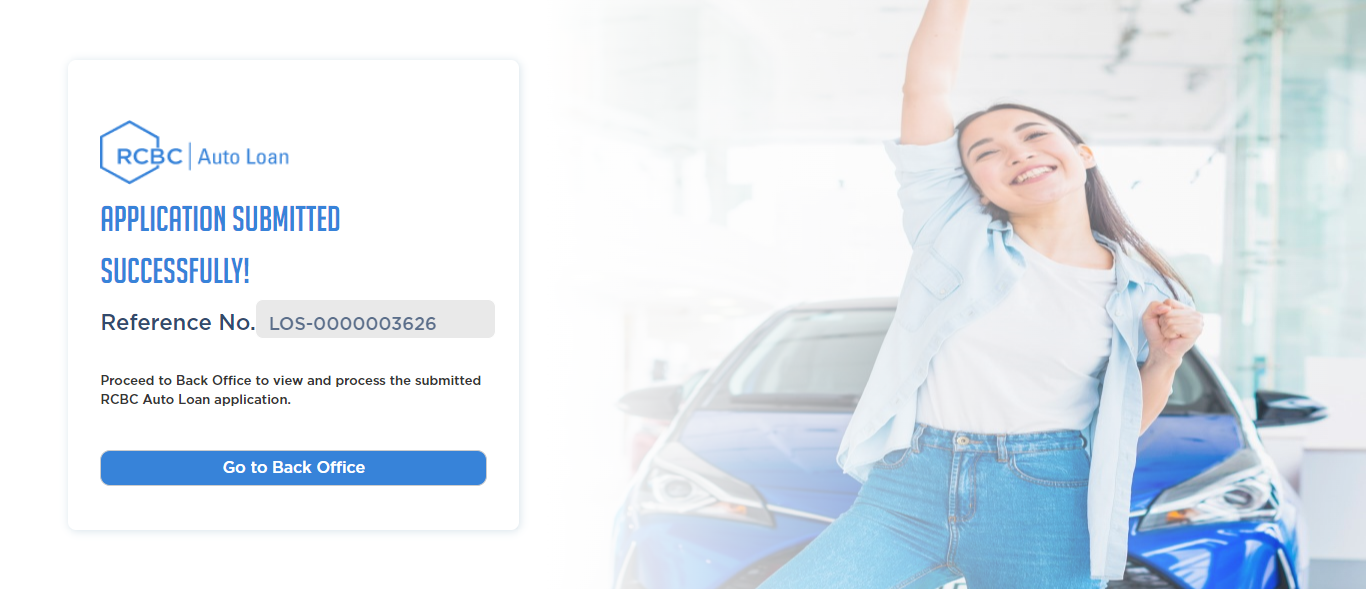 RCBC | Auto Loan
APPLICATION SUBMITTED
SUCCESSFULLY!
Reference No. LOS-0000003626
Proceed to Back Office to view and process the submitted
RCBC Auto Loan application.
Go to Back Office